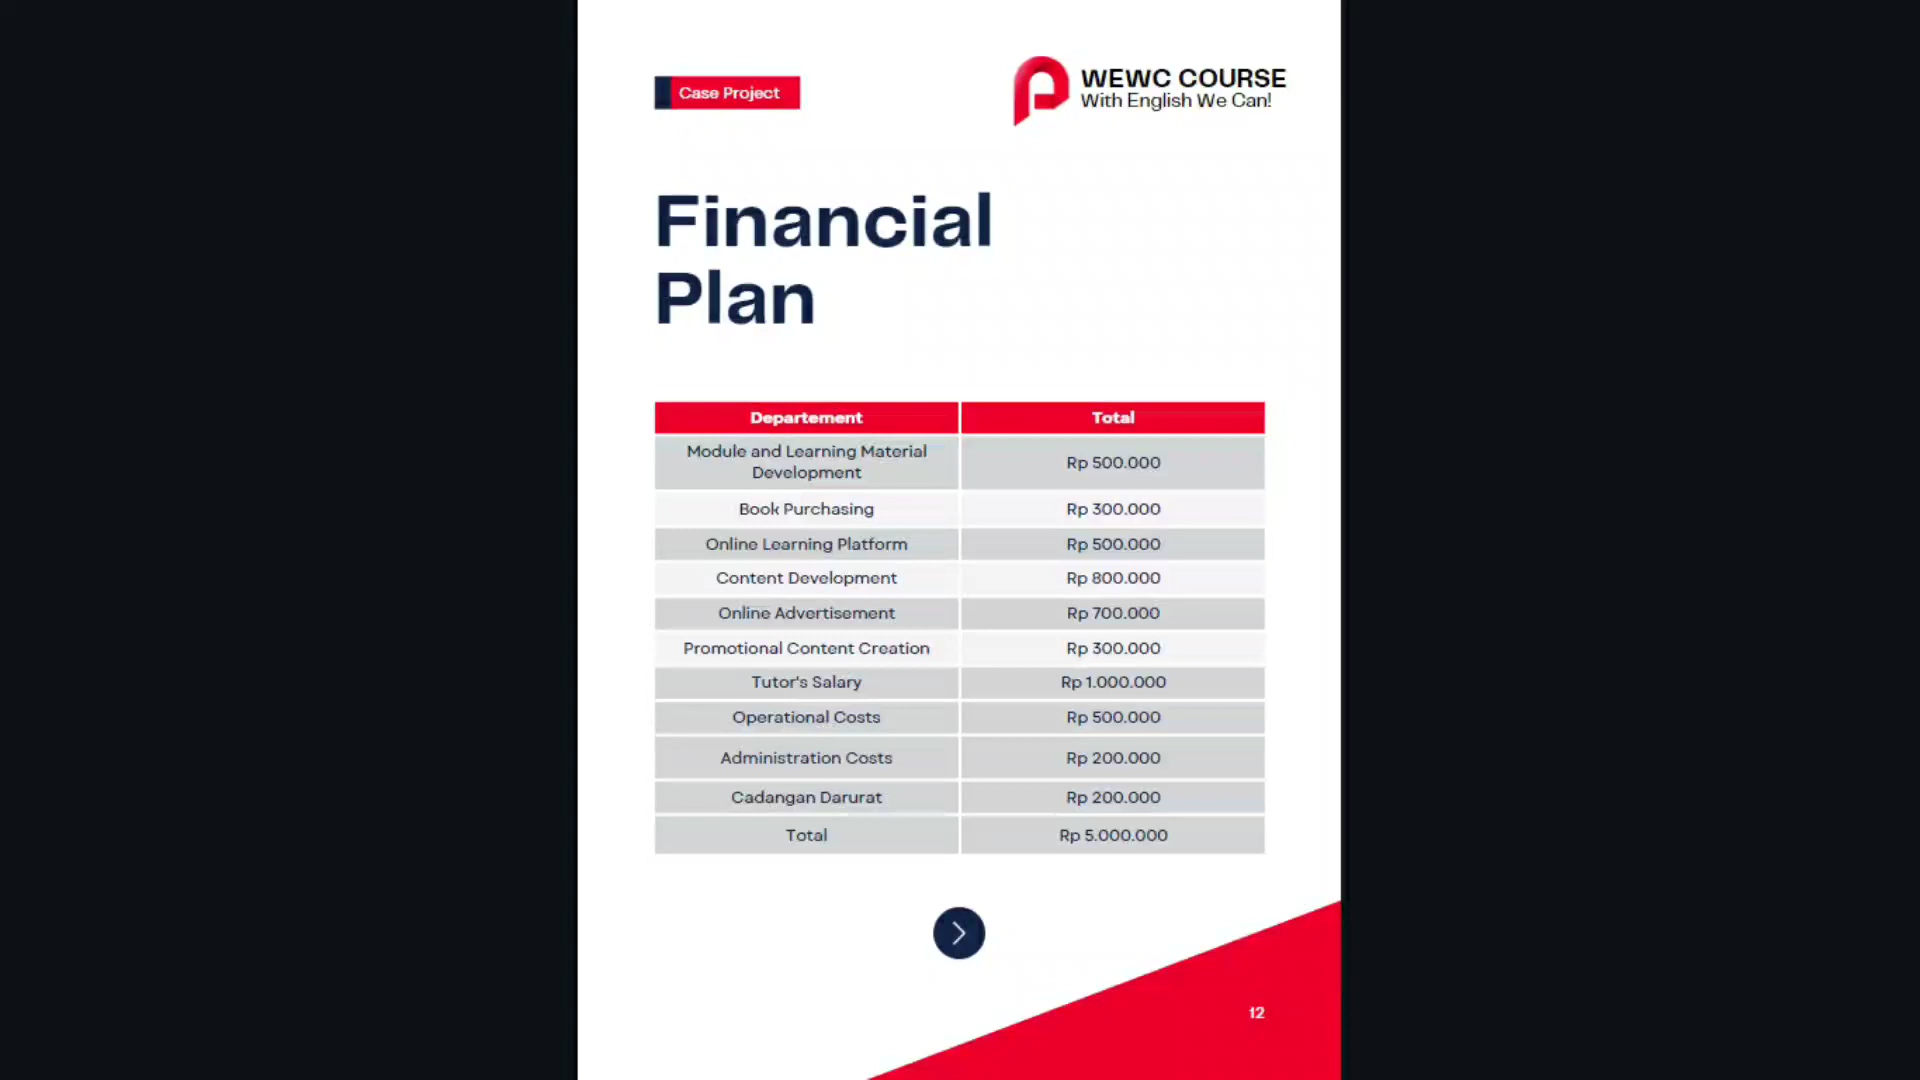 Case Project
WEWC COURSE
With English We Can!
Financial
Plan
Departement Total
Module and Learning Material
Development Rp 500.000
Book Purchasing Rp 300.000
Online Learning Platform Rp 500.000
Content Development Rp 800.000
Online Advertisement Rp 700.000
Promotional Content Creation Rp 300.000
Tutor's Salary Rp 1.000.000
Operational Costs Rp 500.000
Administration Costs Rp 200.000
Cadangan Darurat Rp 200.000
Total Rp 5.000.000
12